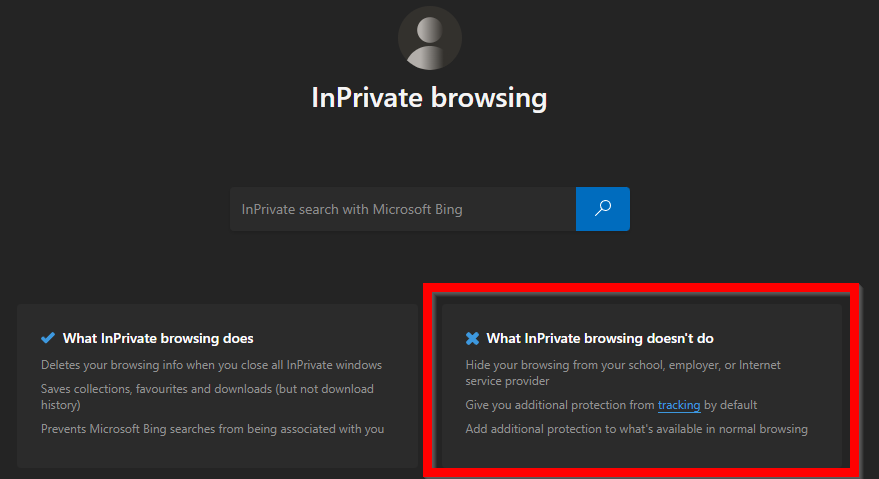 InPrivate browsing
InPrivate search with Microsoft Bing
What InPrivate browsing does
Deletes your browsing info when you close all InPrivate windows
Saves collections, favourites and downloads (but not download
history)
Prevents Microsoft Bing searches from being associated with you
What InPrivate browsing doesn't do
Hide your browsing from your school, employer, or Internet
service provider
Give you additional protection from tracking by default
Add additional protection to what's available in normal browsing